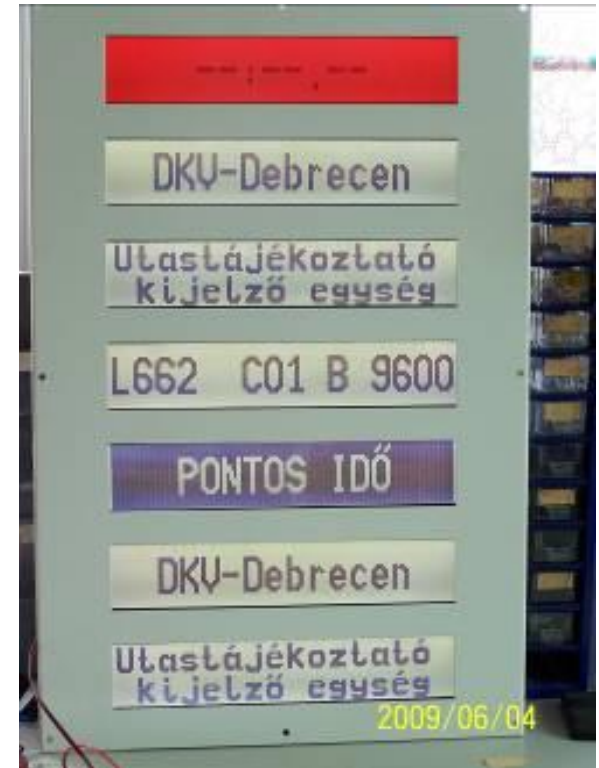 -- : -- . --
DKV-Debrecen
Utastájékoztató
kijelző egység
L662 C01 B 9600
PONTOS IDŐ
DKV-Debrecen
Utastájékoztató
kijelző egység
2009/06/04